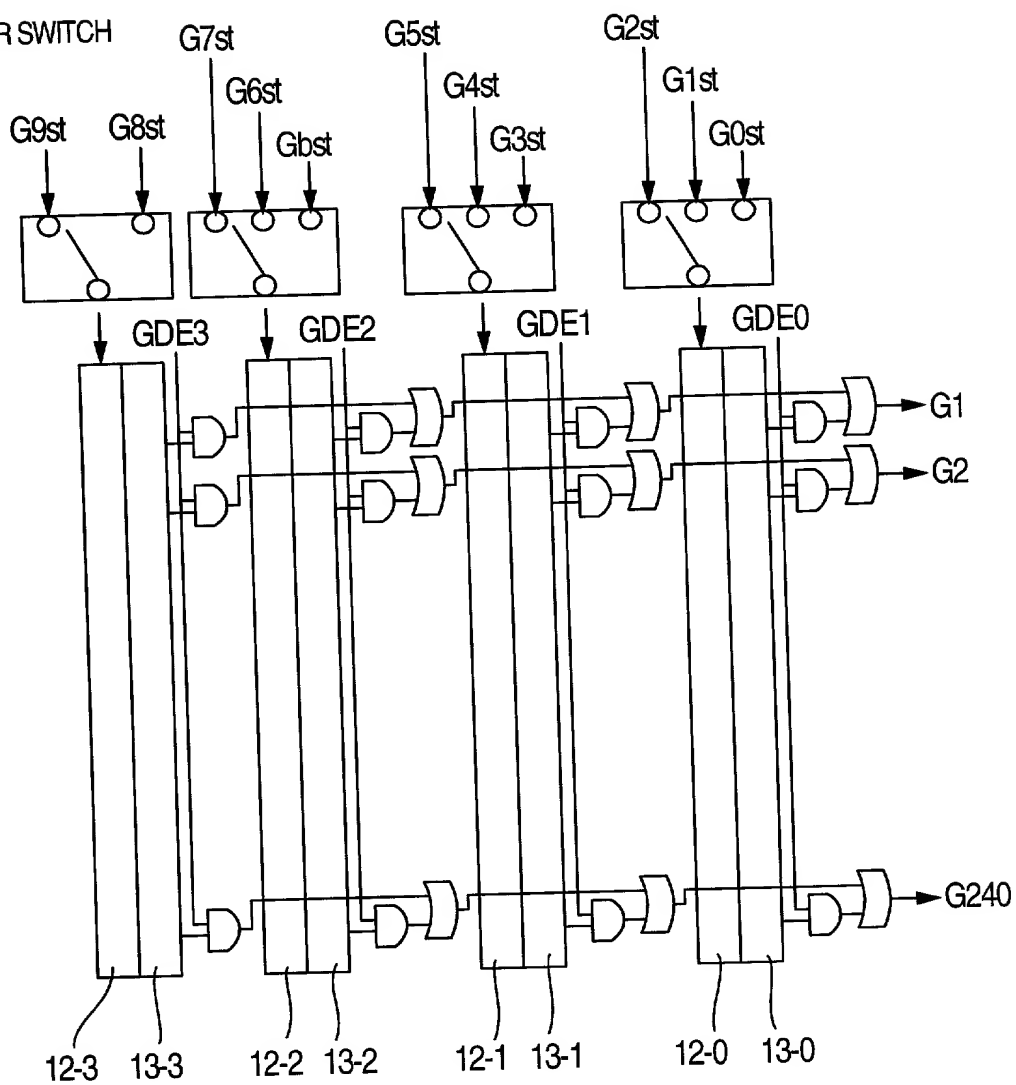 R SWITCH
G7st
G5st
G2st
G6st
G4st
G1st
G9st
G8st
Gbst
G3st
G0st
GDE3
GDE2
GDE1
GDE0
G1
G2
G240
12-3
13-3
12-2
13-2
12-1
13-1
12-0
13-0